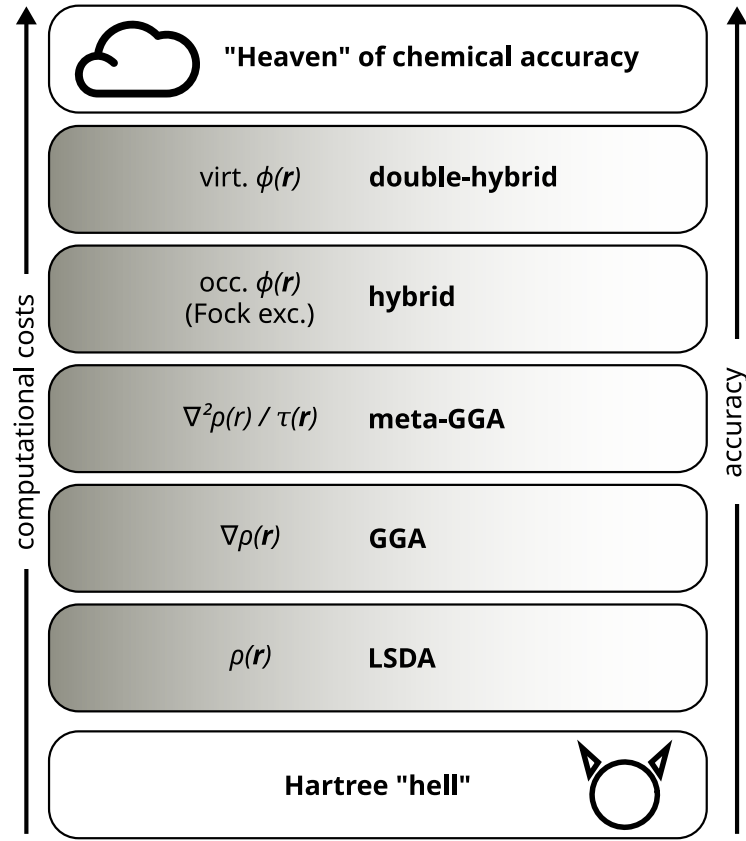 "Heaven" of chemical accuracy
virt. ϕ(r) double-hybrid
occ. ϕ(r)
(Fock exc.) hybrid
∇²ρ(r) / τ(r) meta-GGA
∇ρ(r) GGA
ρ(r) LSDA
Hartree "hell"
computational costs
accuracy